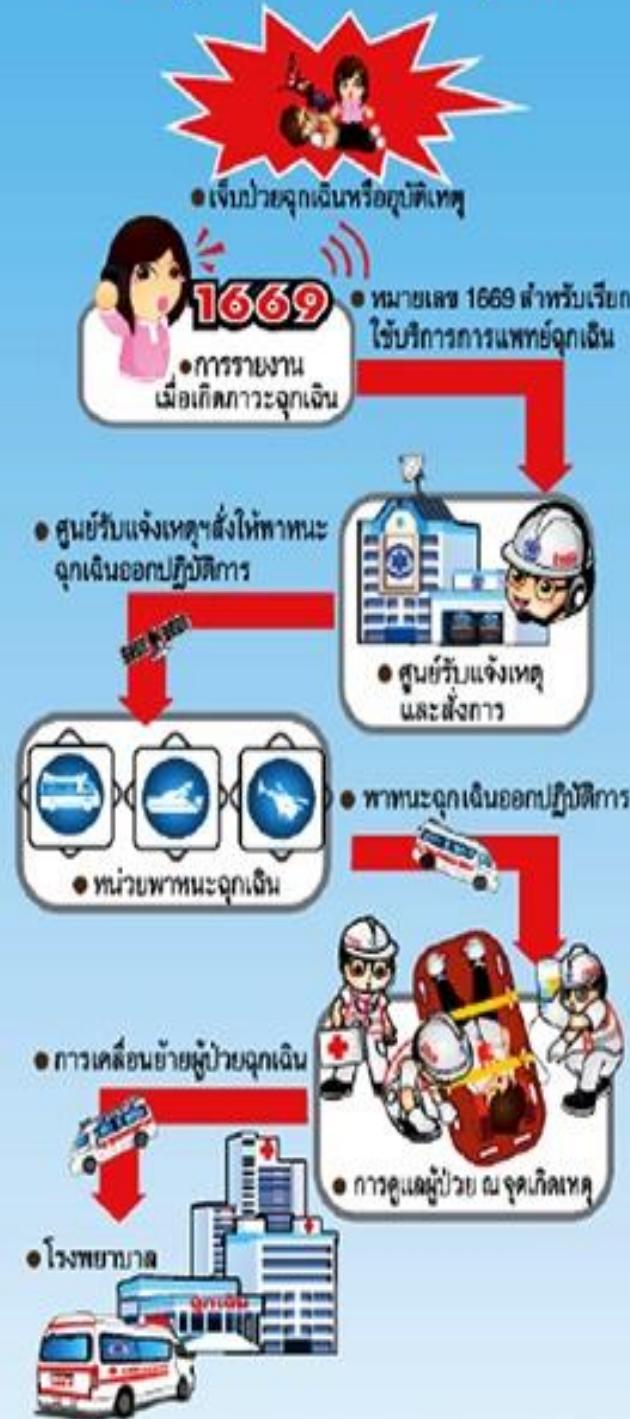 ● เจ็บป่วยฉุกเฉินหรืออุบัติเหตุ
1669
● หมายเลข 1669 สำหรับเรียก
ใช้บริการการแพทย์ฉุกเฉิน
● การรายงาน
เมื่อเกิดภาวะฉุกเฉิน
● ศูนย์รับแจ้งเหตุฯสั่งให้พาหนะ
ฉุกเฉินออกปฏิบัติการ
● ศูนย์รับแจ้งเหตุ
และสั่งการ
● พาหนะฉุกเฉินออกปฏิบัติการ
● หน่วยพาหนะฉุกเฉิน
● การเคลื่อนย้ายผู้ป่วยฉุกเฉิน
● การดูแลผู้ป่วย ณ จุดเกิดเหตุ
● โรงพยาบาล
ฉุกเฉิน